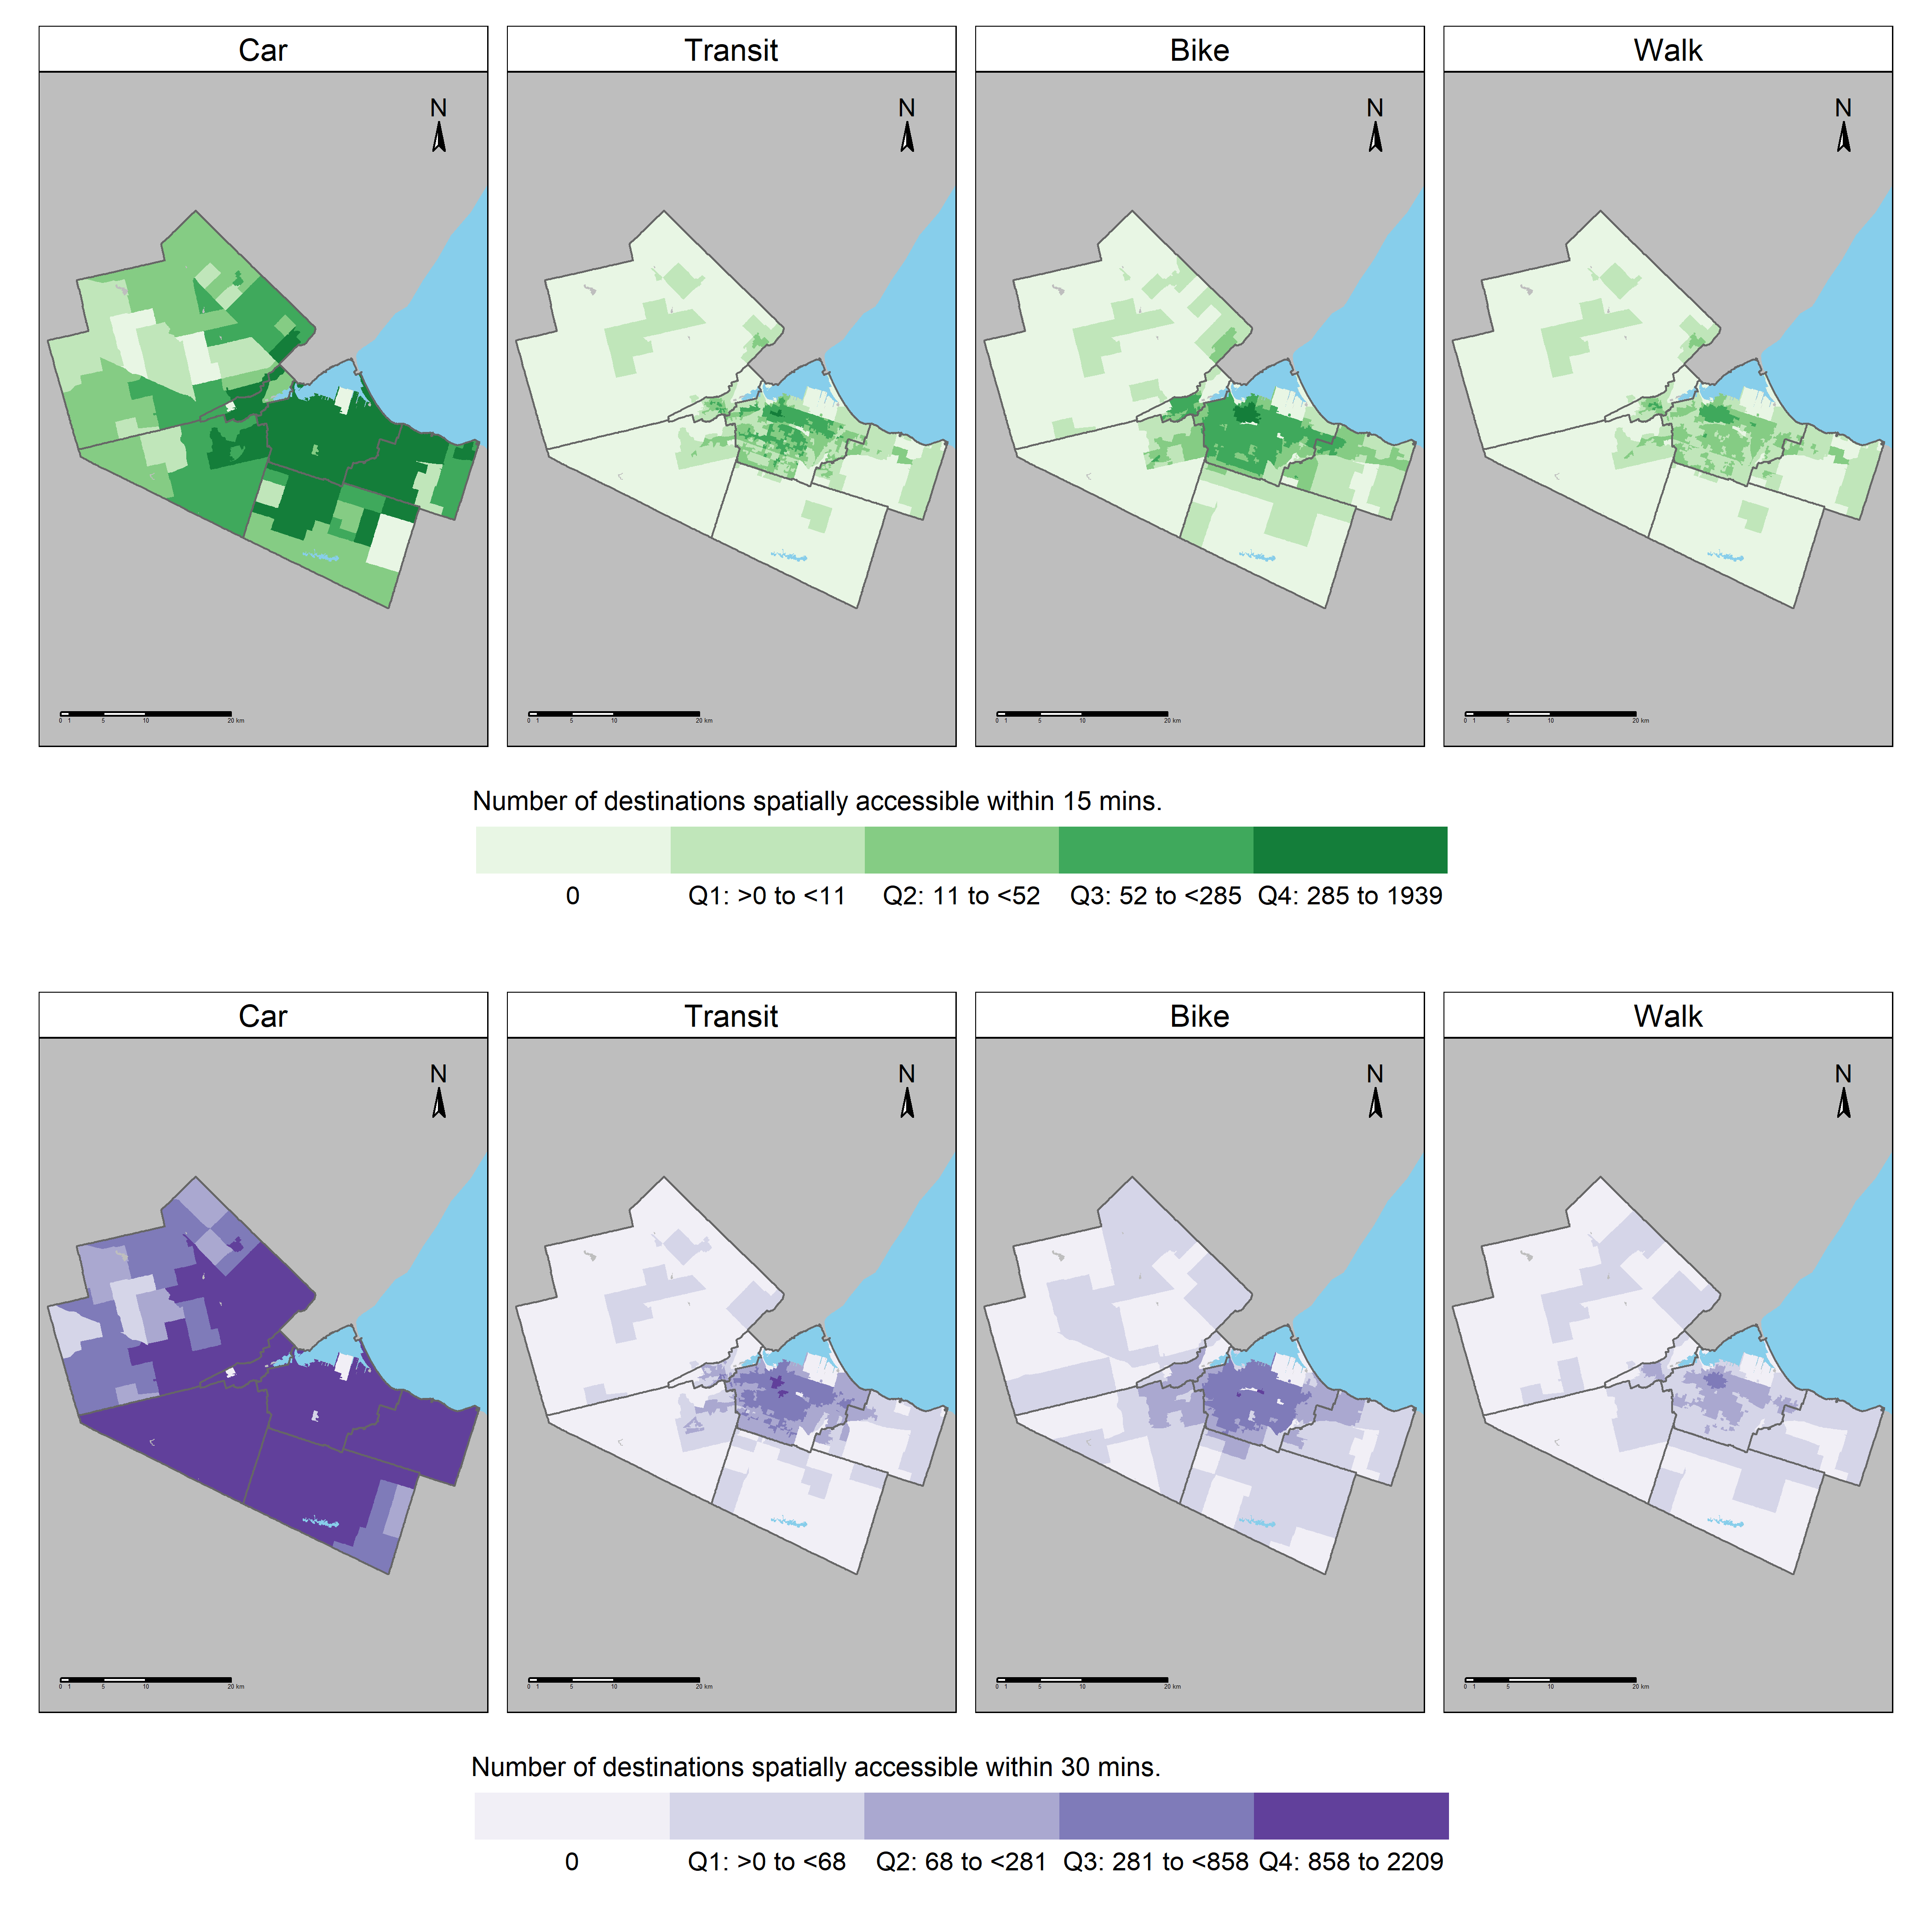 Car Transit Bike Walk
N N N N
0 1 5 10 20 km 0 1 5 10 20 km 0 1 5 10 20 km 0 1 5 10 20 km
Number of destinations spatially accessible within 15 mins.
0 Q1: >0 to <11 Q2: 11 to <52 Q3: 52 to <285 Q4: 285 to 1939
Car Transit Bike Walk
N N N N
0 1 5 10 20 km 0 1 5 10 20 km 0 1 5 10 20 km 0 1 5 10 20 km
Number of destinations spatially accessible within 30 mins.
0 Q1: >0 to <68 Q2: 68 to <281 Q3: 281 to <858 Q4: 858 to 2209